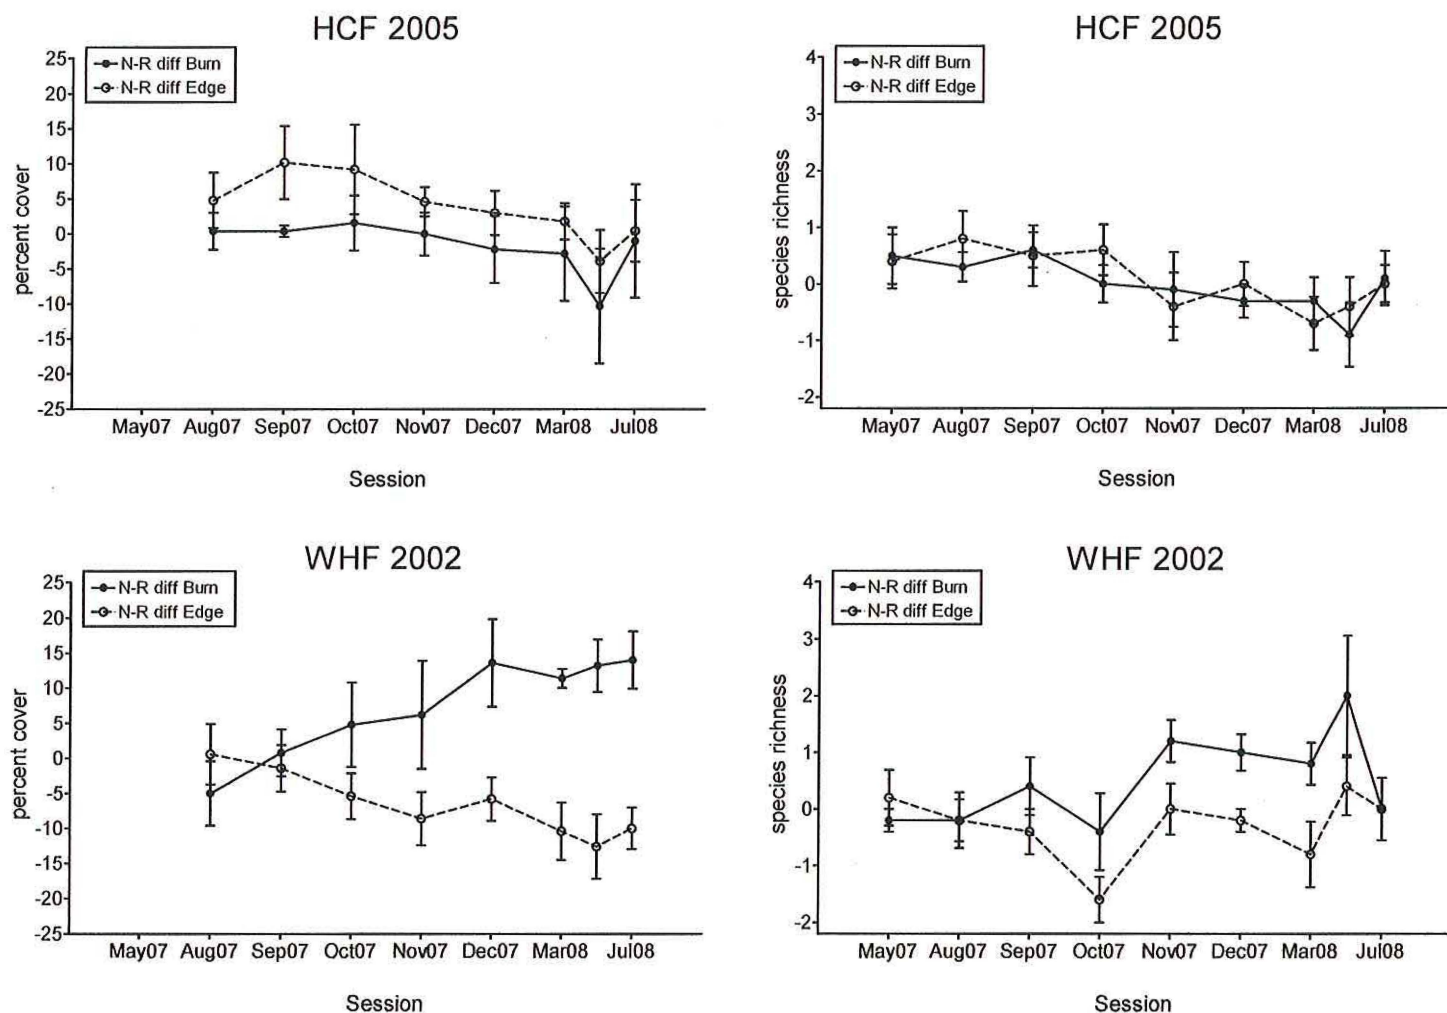 HCF 2005
N-R diff Burn
N-R diff Edge
percent cover
25
20
15
10
5
0
-5
-10
-15
-20
-25
May07 Aug07 Sep07 Oct07 Nov07 Dec07 Mar08 Jul08
Session
HCF 2005
N-R diff Burn
N-R diff Edge
species richness
4
3
2
1
0
-1
-2
May07 Aug07 Sep07 Oct07 Nov07 Dec07 Mar08 Jul08
Session
WHF 2002
N-R diff Burn
N-R diff Edge
percent cover
25
20
15
10
5
0
-5
-10
-15
-20
-25
May07 Aug07 Sep07 Oct07 Nov07 Dec07 Mar08 Jul08
Session
WHF 2002
N-R diff Burn
N-R diff Edge
species richness
4
3
2
1
0
-1
-2
May07 Aug07 Sep07 Oct07 Nov07 Dec07 Mar08 Jul08
Session